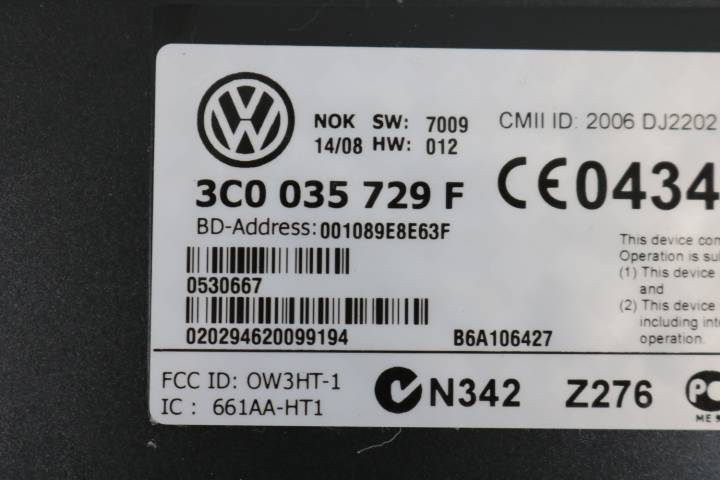 NOK SW: 7009 CMII ID: 2006 DJ2202
14/08 HW: 012
3C0 035 729 F CE0434
BD-Address: 001089E8E63F
This device
Operation is
0530667
(1) This device
and
(2) This device
020294620099194 B6A106427
including
operation.
FCC ID: OW3HT-1
IC : 661AA-HT1
N342 Z276